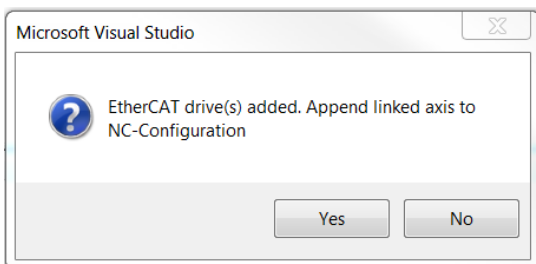 Microsoft Visual Studio
EtherCAT drive(s) added. Append linked axis to
NC-Configuration
Yes
No